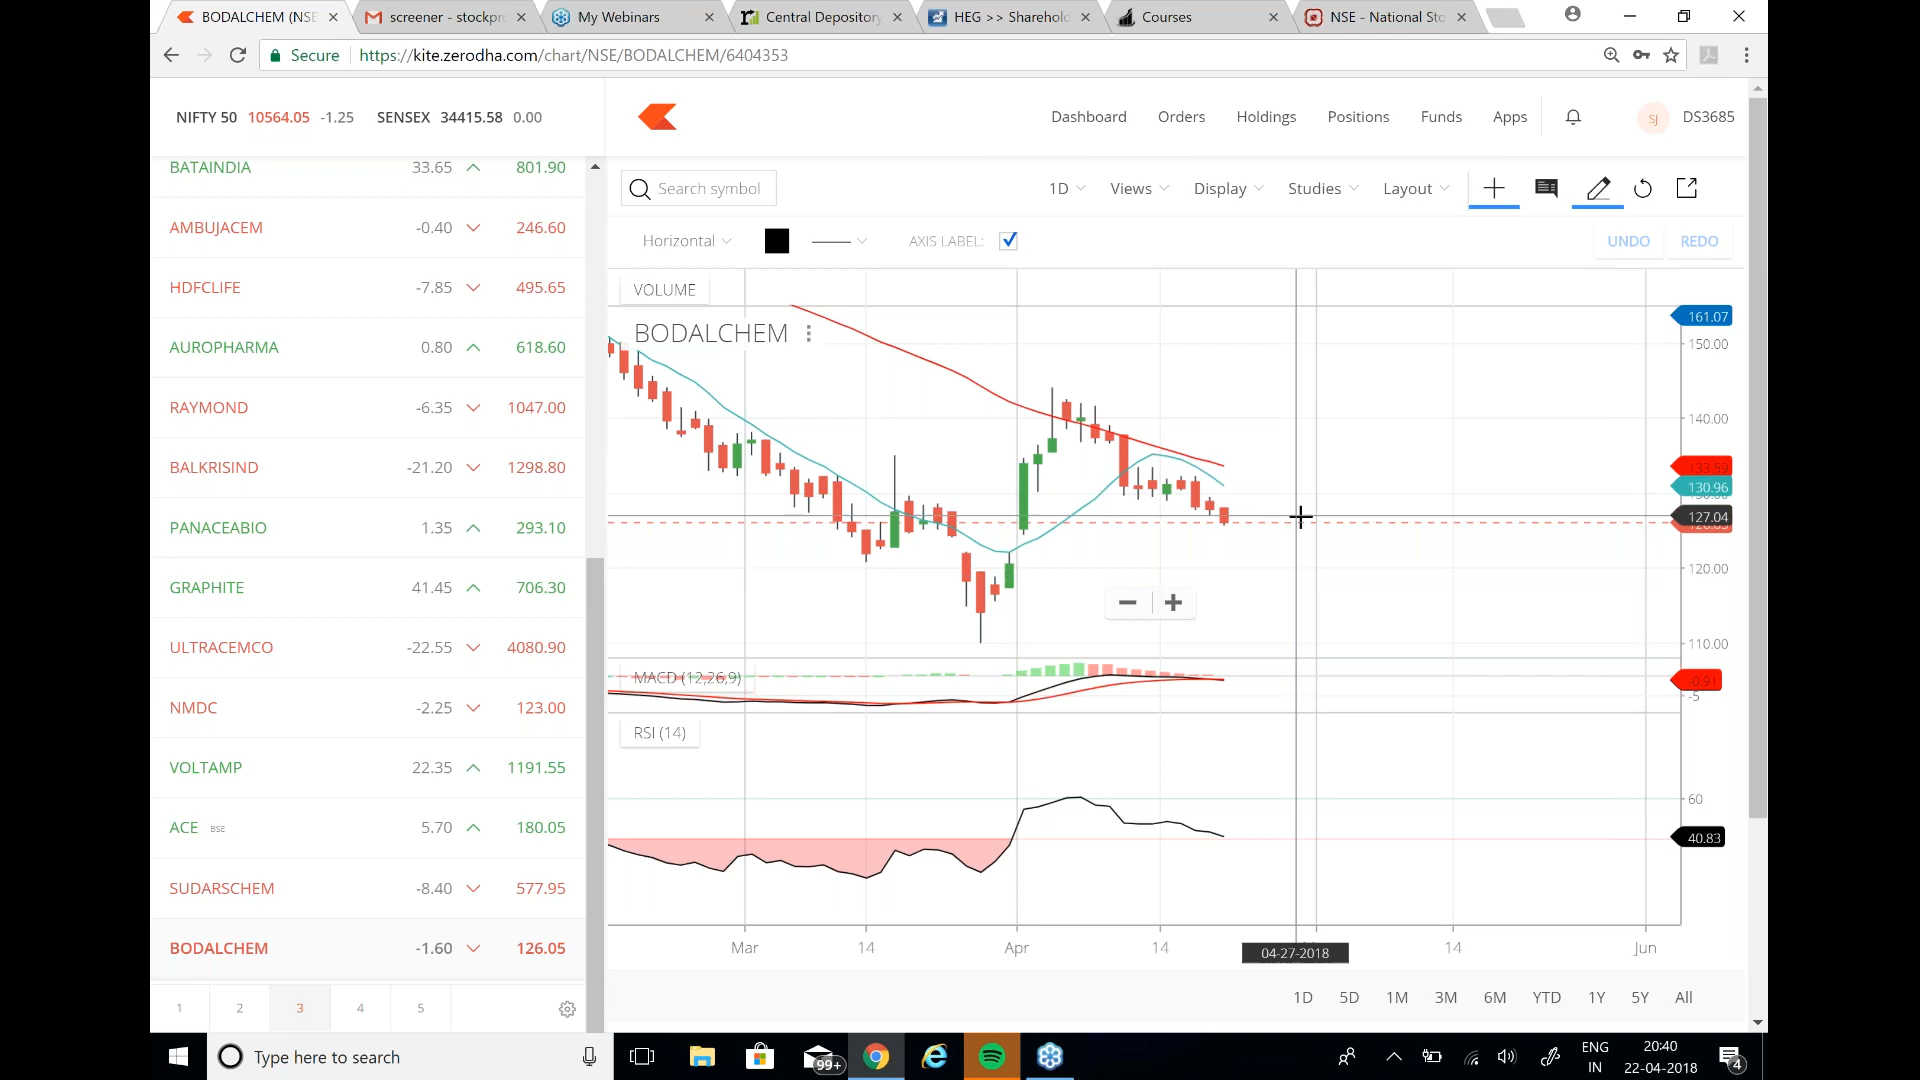 BODALCHEM (NSE
screener - stockpro
My Webinars
Central Depository
HEG >> Sharehold
Courses
NSE - National Sto
Secure
https://kite.zerodha.com/chart/NSE/BODALCHEM/6404353
NIFTY 50 10564.05 -1.25 SENSEX 34415.58 0.00
Dashboard Orders Holdings Positions Funds Apps SJ DS3685
BATAINDIA 33.65 801.90
AMBUJACEM -0.40 246.60
HDFCLIFE -7.85 495.65
AUROPHARMA 0.80 618.60
RAYMOND -6.35 1047.00
BALKRISIND -21.20 1298.80
PANACEABIO 1.35 293.10
GRAPHITE 41.45 706.30
ULTRACEMCO -22.55 4080.90
NMDC -2.25 123.00
VOLTAMP 22.35 1191.55
ACE BSE 5.70 180.05
SUDARSCHEM -8.40 577.95
BODALCHEM -1.60 126.05
1 2 3 4 5
Search symbol
1D Views Display Studies Layout
Horizontal AXIS LABEL: UNDO REDO
VOLUME
BODALCHEM
161.07
150.00
140.00
133.59
130.96
127.04
120.00
110.00
MACD (12,26,9)
-0.91
-5
RSI (14)
60
40.83
Mar 14 Apr 14 14 Jun
04-27-2018
1D 5D 1M 3M 6M YTD 1Y 5Y All
Type here to search
99+
ENG
IN
20:40
22-04-2018
4